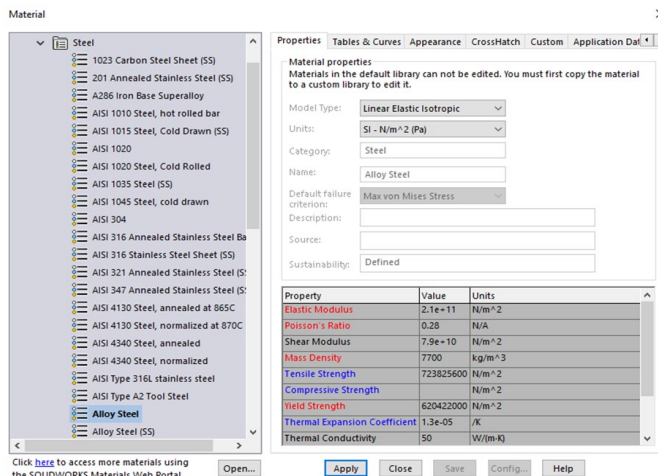 Material
Steel
1023 Carbon Steel Sheet (SS)
201 Annealed Stainless Steel (SS)
A286 Iron Base Superalloy
AISI 1010 Steel, hot rolled bar
AISI 1015 Steel, Cold Drawn (SS)
AISI 1020
AISI 1020 Steel, Cold Rolled
AISI 1035 Steel (SS)
AISI 1045 Steel, cold drawn
AISI 304
AISI 316 Annealed Stainless Steel Ba
AISI 316 Stainless Steel Sheet (SS)
AISI 321 Annealed Stainless Steel (S
AISI 347 Annealed Stainless Steel (S
AISI 4130 Steel, annealed at 865C
AISI 4130 Steel, normalized at 870C
AISI 4340 Steel, annealed
AISI 4340 Steel, normalized
AISI Type 316L stainless steel
AISI Type A2 Tool Steel
Alloy Steel
Alloy Steel (SS)
Click here to access more materials using
the SOLIDWORKS Materials Web Portal
Open...
Properties Tables & Curves Appearance CrossHatch Custom Application Dat
Material properties
Materials in the default library can not be edited. You must first copy the material
to a custom library to edit it.
Model Type: Linear Elastic Isotropic
Units: SI - N/m^2 (Pa)
Category: Steel
Name: Alloy Steel
Default failure
criterion: Max von Mises Stress
Description:
Source:
Sustainability: Defined
Property Value Units
Elastic Modulus 2.1e+11 N/m^2
Poisson's Ratio 0.28 N/A
Shear Modulus 7.9e+10 N/m^2
Mass Density 7700 kg/m^3
Tensile Strength 723825600 N/m^2
Compressive Strength N/m^2
Yield Strength 620422000 N/m^2
Thermal Expansion Coefficient 1.3e-05 /K
Thermal Conductivity 50 W/(m·K)
Apply Close Save Config... Help